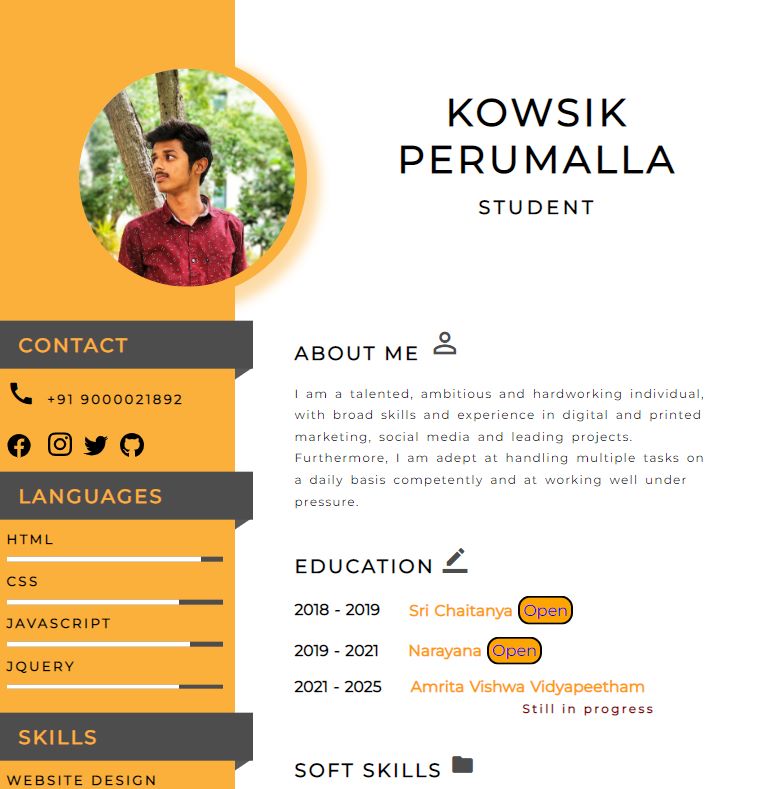 KOWSIK
PERUMALLA
STUDENT
CONTACT
+91 9000021892
LANGUAGES
HTML
CSS
JAVASCRIPT
JQUERY
SKILLS
WEBSITE DESIGN
ABOUT ME
I am a talented, ambitious and hardworking individual,
with broad skills and experience in digital and printed
marketing, social media and leading projects.
Furthermore, I am adept at handling multiple tasks on
a daily basis competently and at working well under
pressure.
EDUCATION
2018 - 2019 Sri Chaitanya Open
2019 - 2021 Narayana Open
2021 - 2025 Amrita Vishwa Vidyapeetham
Still in progress
SOFT SKILLS